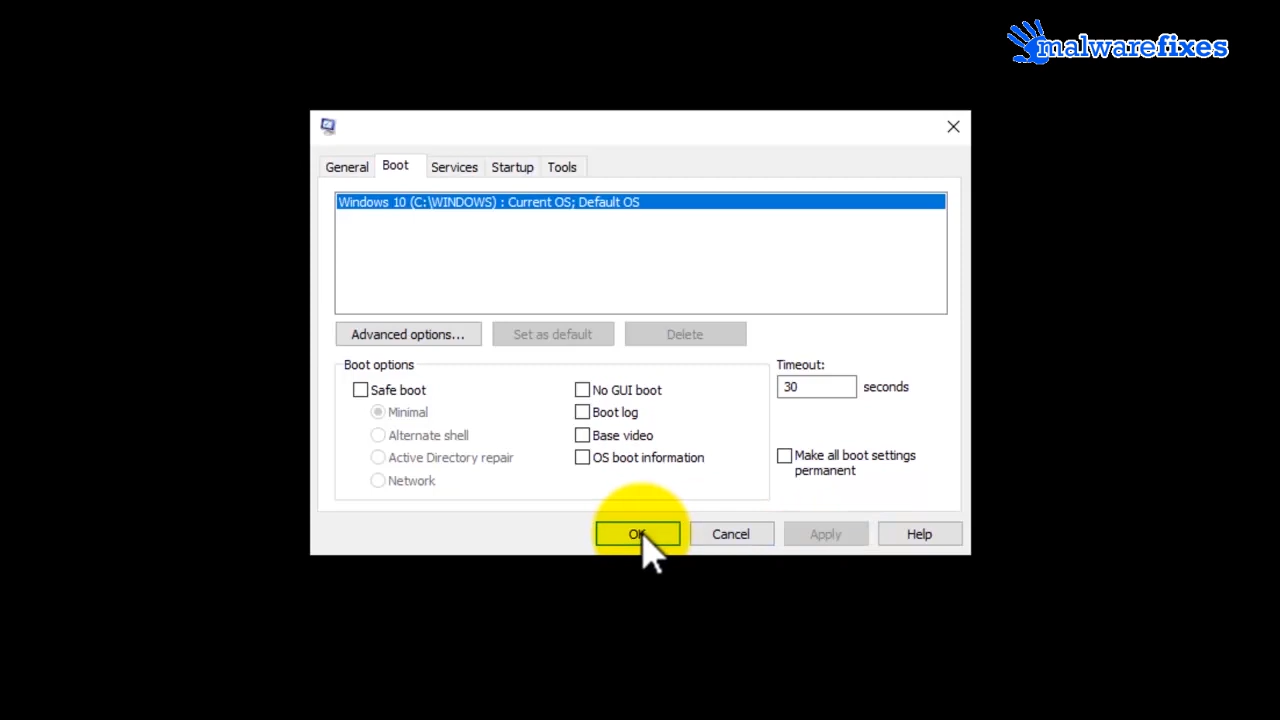 malwarefixes
General Boot Services Startup Tools
Windows 10 (C:\WINDOWS) : Current OS; Default OS
Advanced options... Set as default Delete
Boot options Timeout:
Safe boot No GUI boot 30 seconds
Minimal Boot log
Alternate shell Base video
Active Directory repair OS boot information Make all boot settings
permanent
Network
OK Cancel Apply Help